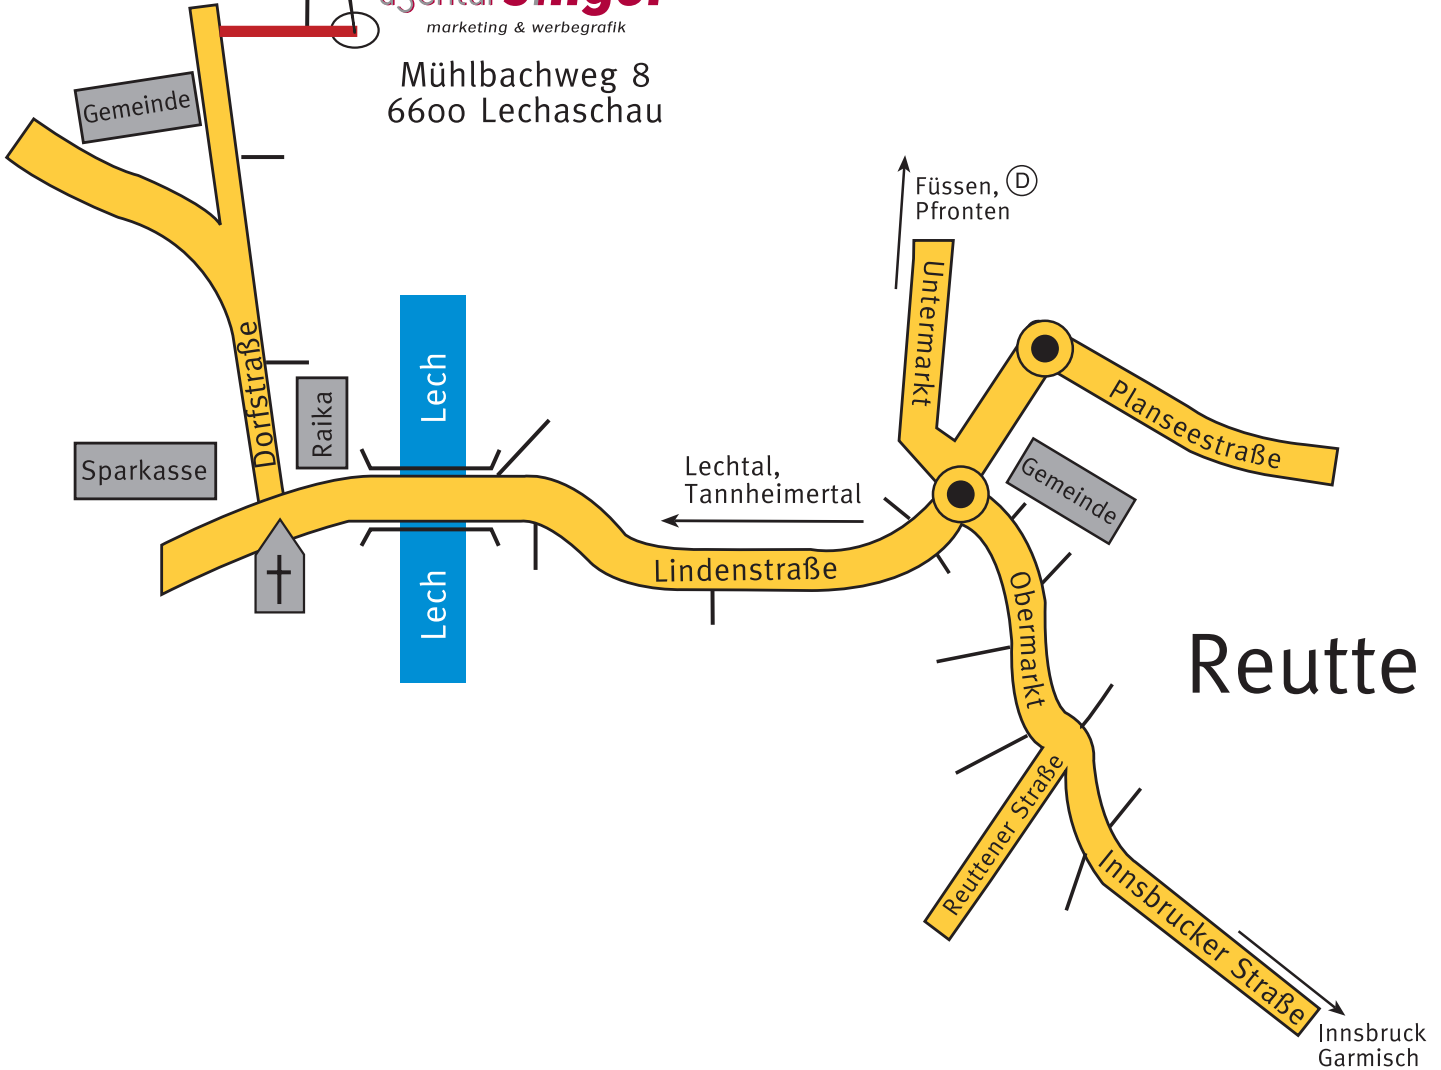 marketing & werbegrafik
Mühlbachweg 8
6600 Lechaschau
Gemeinde
Füssen, D
Pfronten
Untermarkt
Dorfstraße
Raika
Lech
Planseestraße
Sparkasse
Lechtal,
Tannheimertal
Gemeinde
Lindenstraße
Lech
Obermarkt
Reutte
Reuttener Straße
Innsbrucker Straße
Innsbruck
Garmisch